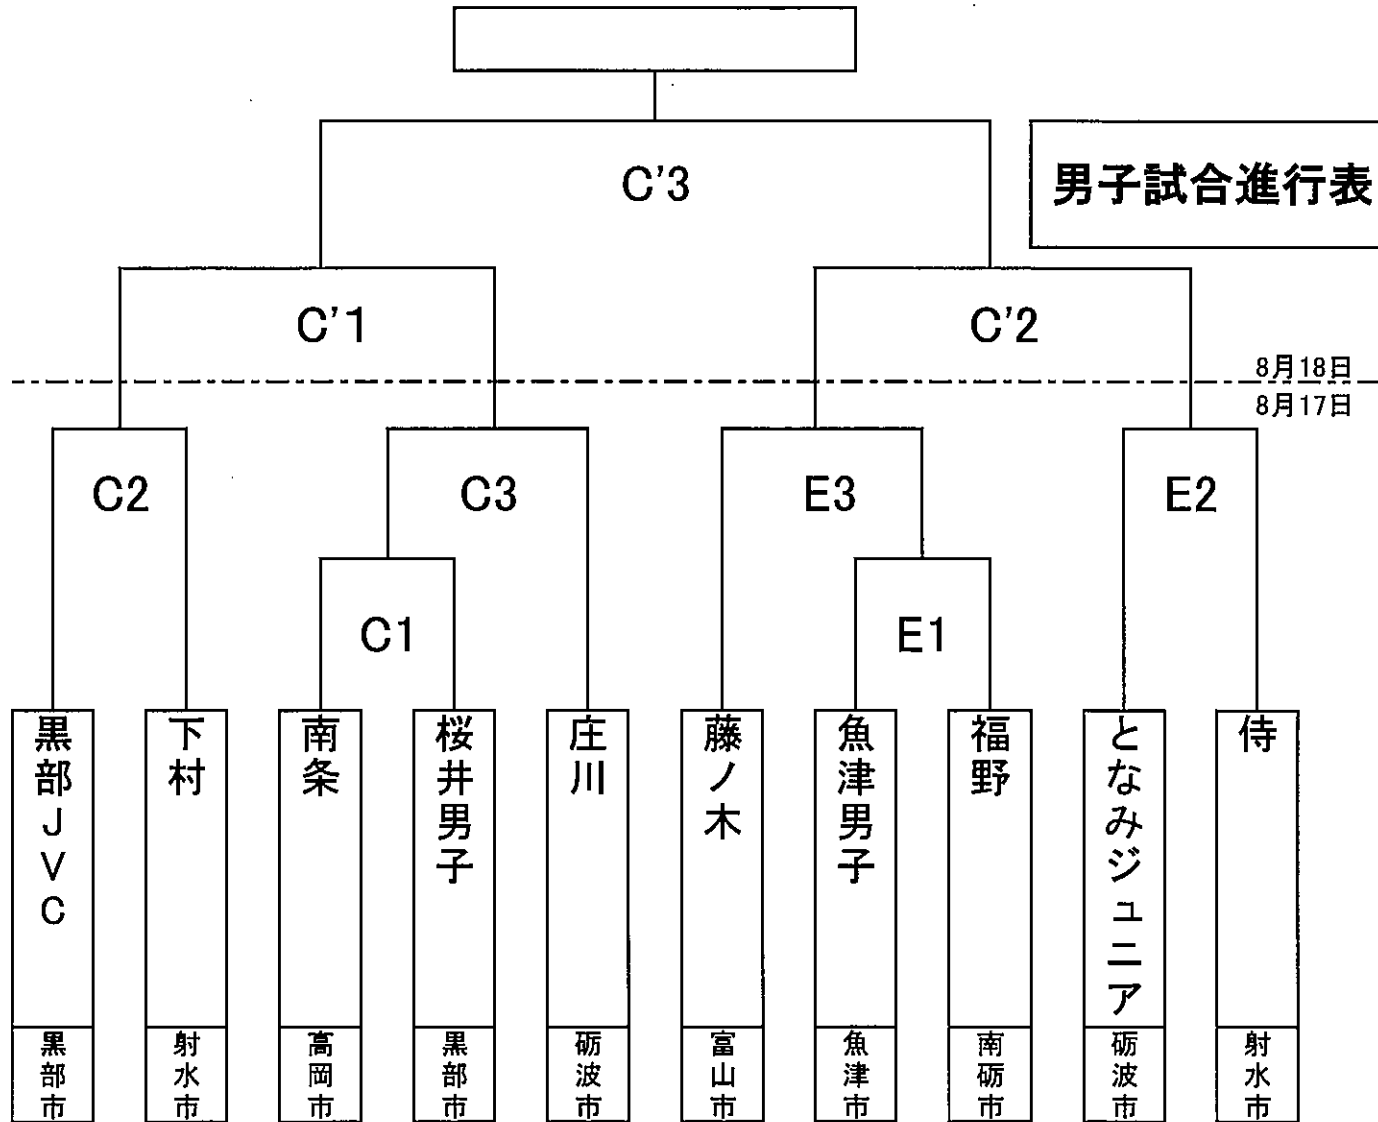 C'3
男子試合進行表
C'1
C'2
8月18日
8月17日
C2
C3
E3
E2
C1
E1
黒部JVC
下村
南条
桜井男子
庄川
藤ノ木
魚津男子
福野
となみジュニア
侍
黒部市
射水市
高岡市
黒部市
砺波市
富山市
魚津市
南砺市
砺波市
射水市